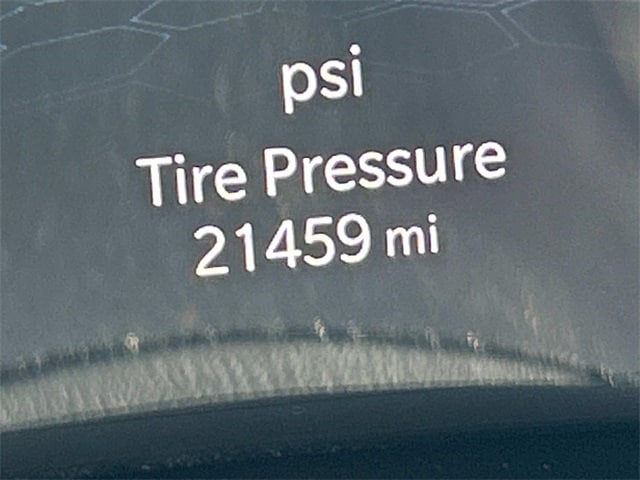 psi
Tire Pressure
21459 mi